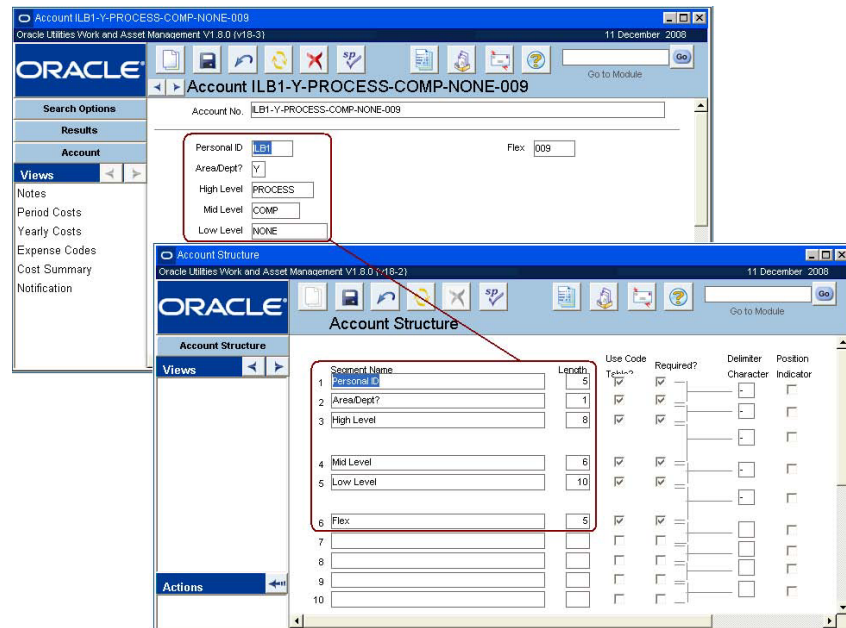 Account ILB1-Y-PROCESS-COMP-NONE-009
Oracle Utilities Work and Asset Management V1.8.0 (v18-3) 11 December 2008
ORACLE
sp
Go
Go to Module
Account ILB1-Y-PROCESS-COMP-NONE-009
Search Options
Results
Account
Views
Notes
Period Costs
Yearly Costs
Expense Codes
Cost Summary
Notification
Account No. ILB1-Y-PROCESS-COMP-NONE-009
Personal ID ILB1 Flex 009
Area/Dept? Y
High Level PROCESS
Mid Level COMP
Low Level NONE
Account Structure
Oracle Utilities Work and Asset Management V1.8.0 (v18-2) 11 December 2008
ORACLE
sp
Go
Go to Module
Account Structure
Account Structure
Views
Actions
Segment Name Length Use Code Table? Required? Delimiter Character Position Indicator
1 Personal ID 5 -
2 Area/Dept? 1 -
3 High Level 8 -
4 Mid Level 6 -
5 Low Level 10 -
6 Flex 5
7
8
9
10